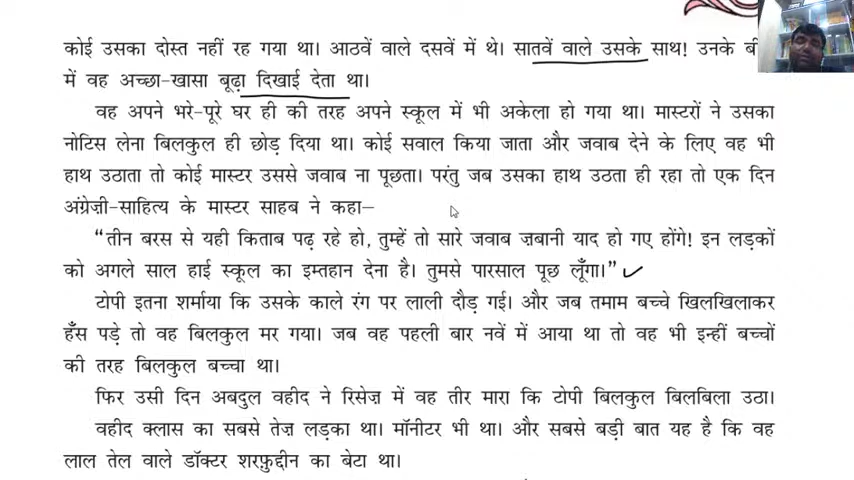 कोई उसका दोस्त नहीं रह गया था। आठवें वाले दसवें में थे। सातवें वाले उसके साथ! उनके
में वह अच्छा-खासा बूढ़ा दिखाई देता था।
वह अपने भरे-पूरे घर ही की तरह अपने स्कूल में भी अकेला हो गया था। मास्टरों ने उसका
नोटिस लेना बिलकुल ही छोड़ दिया था। कोई सवाल किया जाता और जवाब देने के लिए वह भी
हाथ उठाता तो कोई मास्टर उससे जवाब ना पूछता। परंतु जब उसका हाथ उठता ही रहा तो एक दिन
अंग्रेज़ी-साहित्य के मास्टर साहब ने कहा–
“तीन बरस से यही किताब पढ़ रहे हो, तुम्हें तो सारे जवाब ज़बानी याद हो गए होंगे! इन लड़कों
को अगले साल हाई स्कूल का इम्तहान देना है। तुमसे पारसाल पूछ लूँगा।”
टोपी इतना शर्माया कि उसके काले रंग पर लाली दौड़ गई। और जब तमाम बच्चे खिलखिलाकर
हँस पड़े तो वह बिलकुल मर गया। जब वह पहली बार नवें में आया था तो वह भी इन्हीं बच्चों
की तरह बिलकुल बच्चा था।
फिर उसी दिन अबदुल वहीद ने रिसेज़ में वह तीर मारा कि टोपी बिलकुल बिलबिला उठा।
वहीद क्लास का सबसे तेज़ लड़का था। मॉनीटर भी था। और सबसे बड़ी बात यह है कि वह
लाल तेल वाले डॉक्टर शरफ़ुद्दीन का बेटा था।